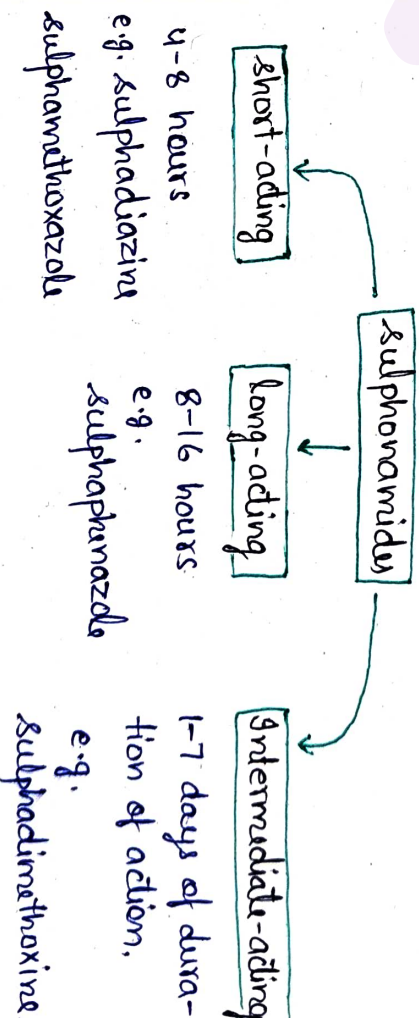 sulphonamides
short-acting
4-8 hours
e.g. sulphadiazine
sulphamethoxazole
long-acting
8-16 hours
e.g.
sulphaphenazole
Intermediate-acting
1-7 days of dura-
tion of action.
e.g.
sulphadimethoxine